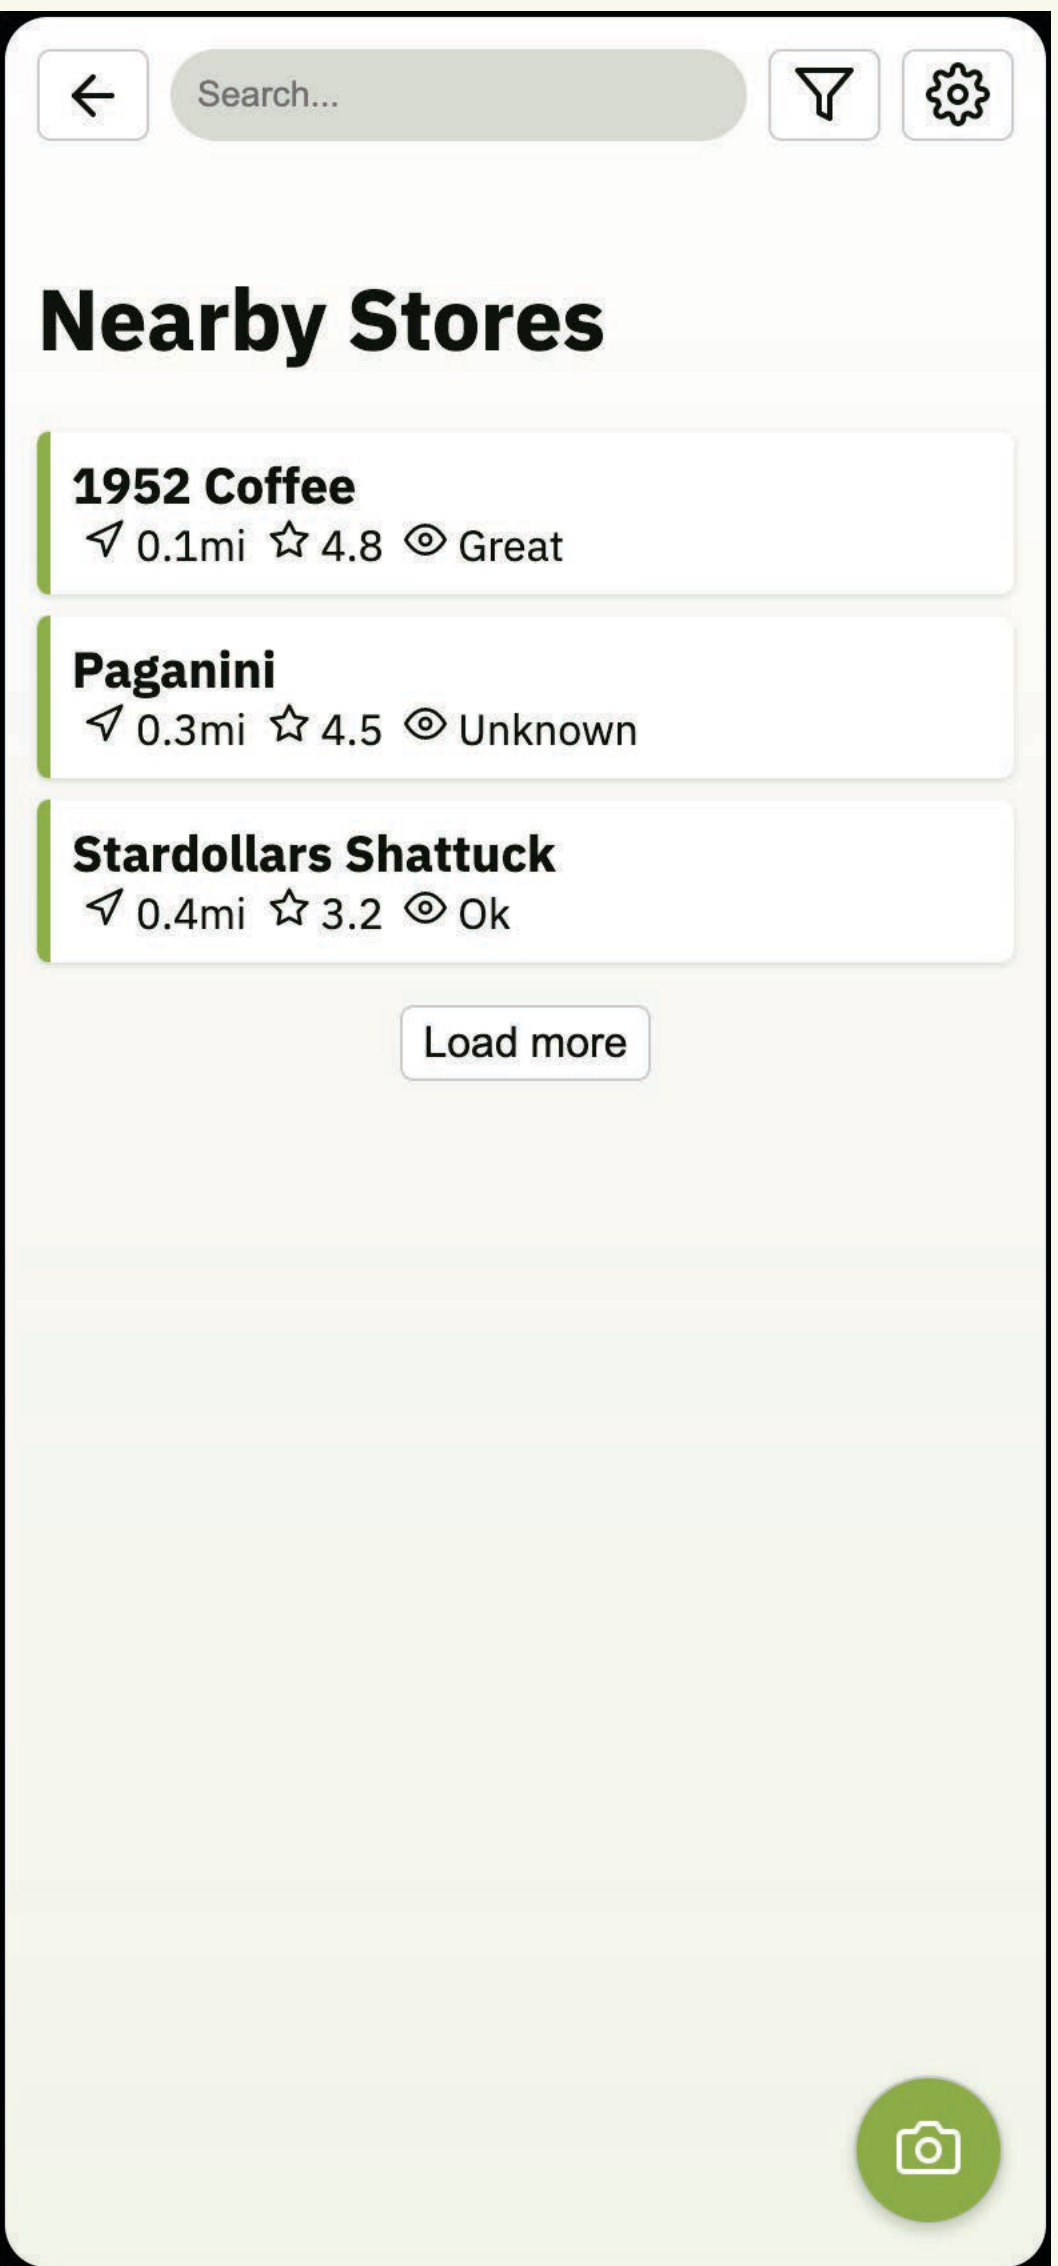 Search...
Nearby Stores
1952 Coffee
0.1mi 4.8 Great
Paganini
0.3mi 4.5 Unknown
Stardollars Shattuck
0.4mi 3.2 Ok
Load more